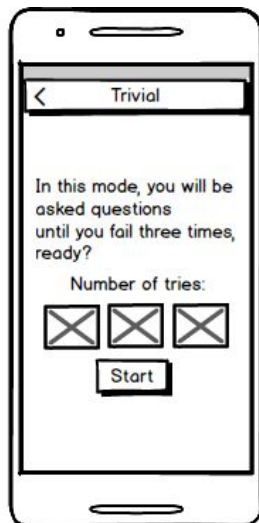 Trivial
In this mode, you will be
asked questions
until you fail three times,
ready?
Number of tries:
Start